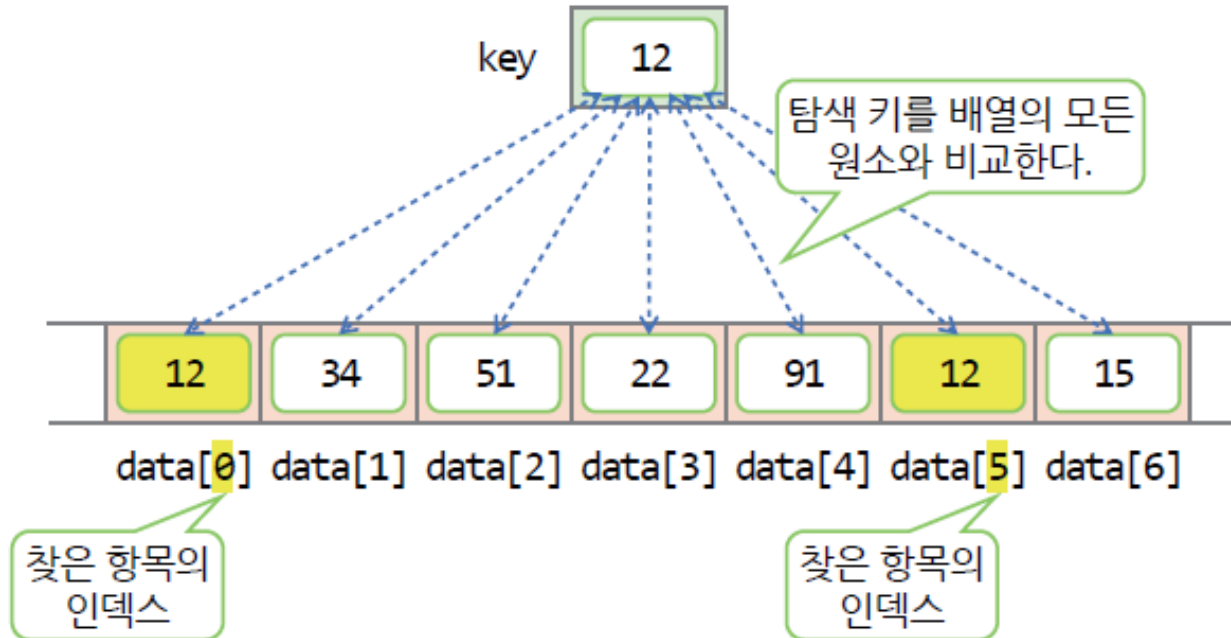 key 12
탐색 키를 배열의 모든
원소와 비교한다.
12 34 51 22 91 12 15
data[0] data[1] data[2] data[3] data[4] data[5] data[6]
찾은 항목의
인덱스
찾은 항목의
인덱스